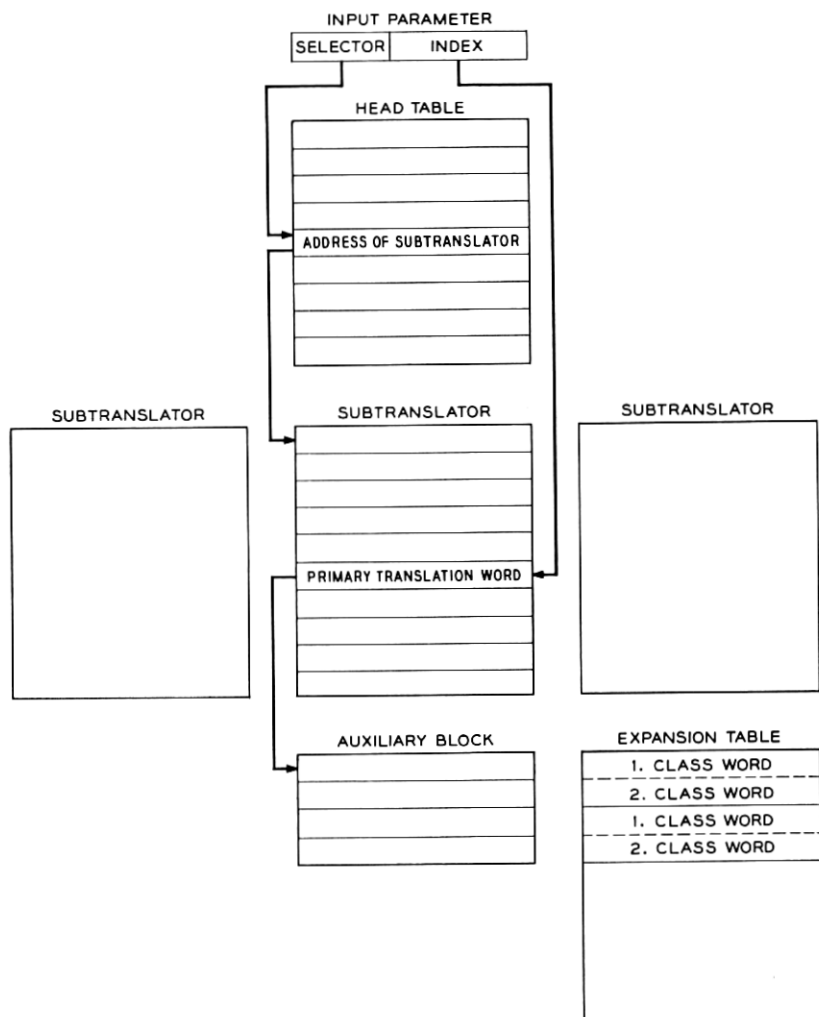 INPUT PARAMETER
SELECTOR INDEX
HEAD TABLE
ADDRESS OF SUBTRANSLATOR
SUBTRANSLATOR SUBTRANSLATOR SUBTRANSLATOR
PRIMARY TRANSLATION WORD
AUXILIARY BLOCK EXPANSION TABLE
1. CLASS WORD
2. CLASS WORD
1. CLASS WORD
2. CLASS WORD